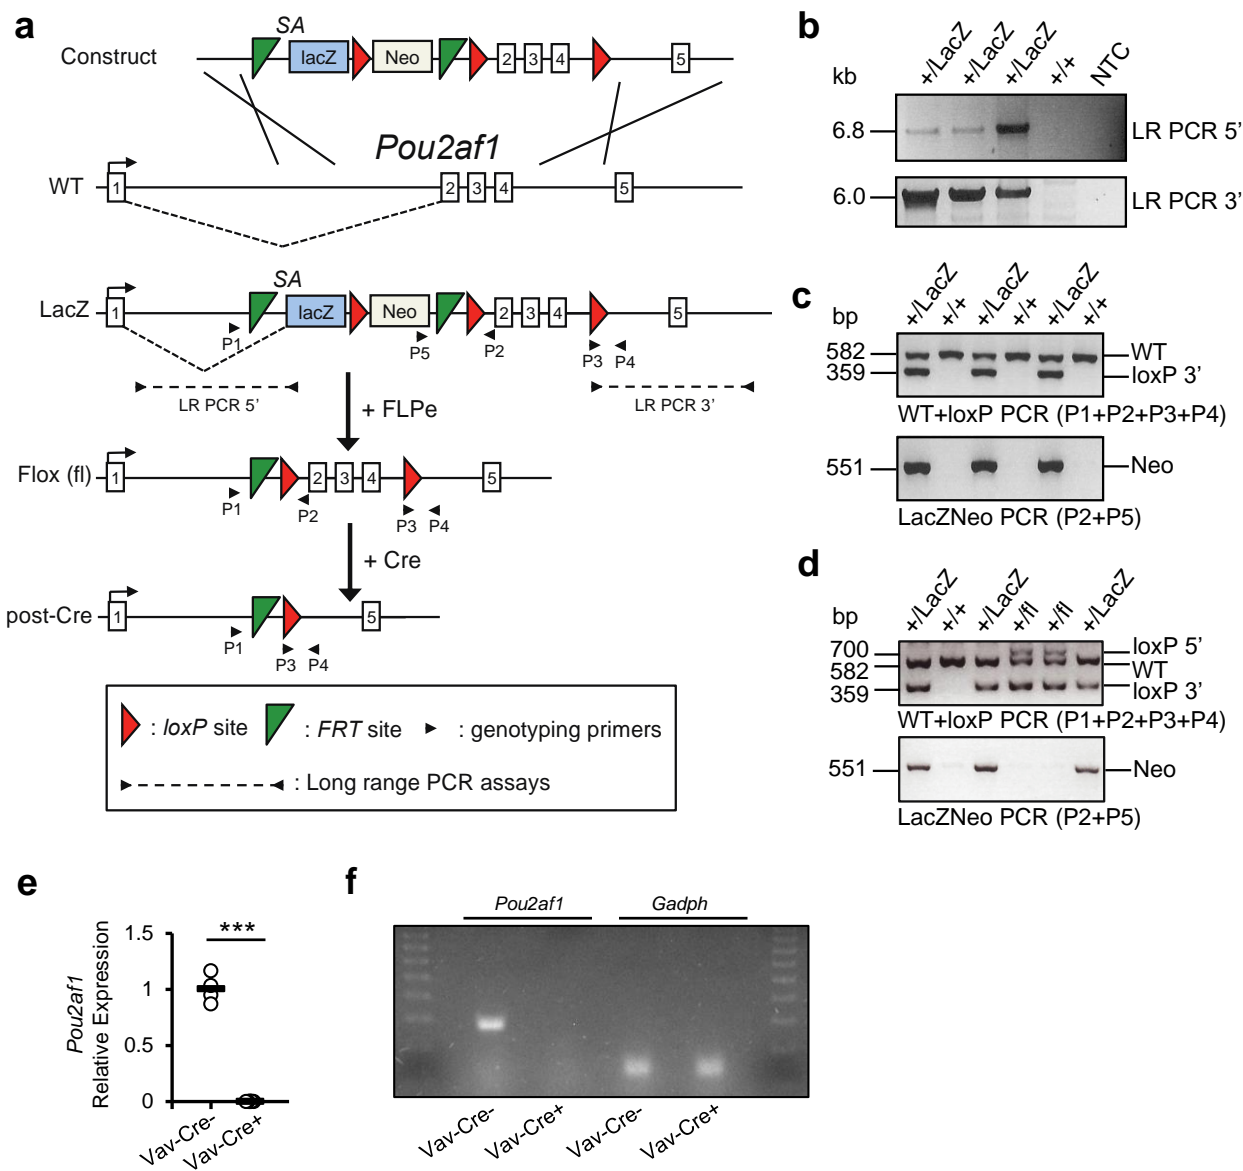 a
SA
Construct
lacZ
Neo
2
3
4
5
Pou2af1
WT
1
2
3
4
5
SA
LacZ
1
lacZ
Neo
2
3
4
5
P1
P5
P2
P3
P4
LR PCR 5’
LR PCR 3’
+ FLPe
Flox (fl)
1
2
3
4
5
P1
P2
P3
P4
+ Cre
post-Cre
1
5
P1
P3
P4
: loxP site
: FRT site
: genotyping primers
: Long range PCR assays
b
kb
+/LacZ
+/LacZ
+/LacZ
+/+
NTC
6.8
LR PCR 5’
6.0
LR PCR 3’
c
bp
+/LacZ
+/+
+/LacZ
+/+
+/LacZ
+/+
582
WT
359
loxP 3’
WT+loxP PCR (P1+P2+P3+P4)
551
Neo
LacZNeo PCR (P2+P5)
d
bp
+/LacZ
+/+
+/LacZ
+/fl
+/fl
+/LacZ
700
loxP 5’
582
WT
359
loxP 3’
WT+loxP PCR (P1+P2+P3+P4)
551
Neo
LacZNeo PCR (P2+P5)
e
Pou2af1
Relative Expression
1.5
1
0.5
0
***
Vav-Cre-
Vav-Cre+
f
Pou2af1
Gadph
Vav-Cre-
Vav-Cre+
Vav-Cre-
Vav-Cre+